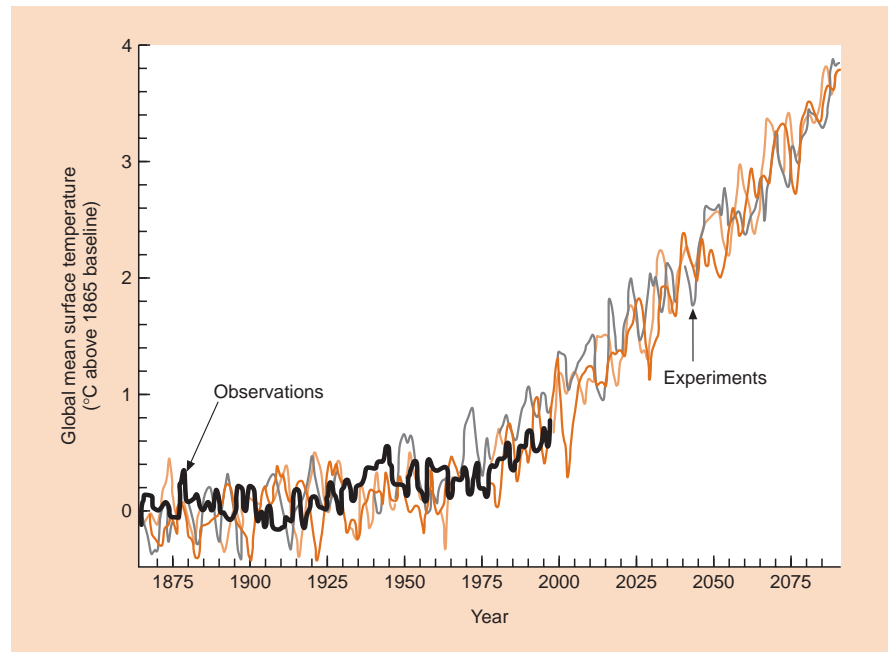 Global mean surface temperature
(°C above 1865 baseline)
4
3
2
1
0
Observations
Experiments
1875 1900 1925 1950 1975 2000 2025 2050 2075
Year